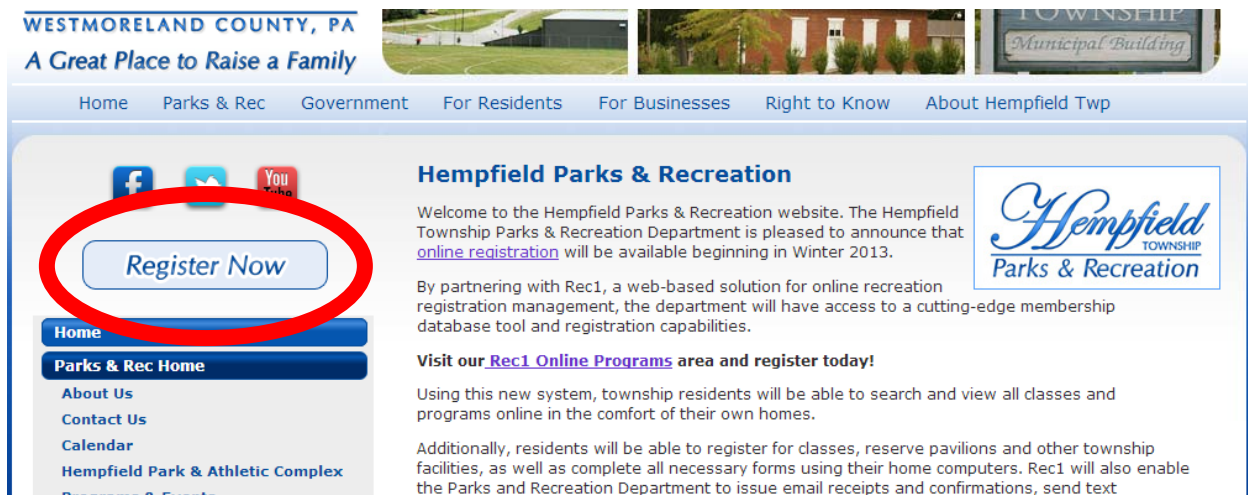 WESTMORELAND COUNTY, PA
A Great Place to Raise a Family
TOWNSHIP
Municipal Building
Home Parks & Rec Government For Residents For Businesses Right to Know About Hempfield Twp
f
You
Tube
Register Now
Home
Parks & Rec Home
About Us
Contact Us
Calendar
Hempfield Park & Athletic Complex
Programs & Events
Hempfield Parks & Recreation
Welcome to the Hempfield Parks & Recreation website. The Hempfield
Township Parks & Recreation Department is pleased to announce that
online registration will be available beginning in Winter 2013.
By partnering with Rec1, a web-based solution for online recreation
registration management, the department will have access to a cutting-edge membership
database tool and registration capabilities.
Visit our Rec1 Online Programs area and register today!
Using this new system, township residents will be able to search and view all classes and
programs online in the comfort of their own homes.
Additionally, residents will be able to register for classes, reserve pavilions and other township
facilities, as well as complete all necessary forms using their home computers. Rec1 will also enable
the Parks and Recreation Department to issue email receipts and confirmations, send text
Hempfield
TOWNSHIP
Parks & Recreation